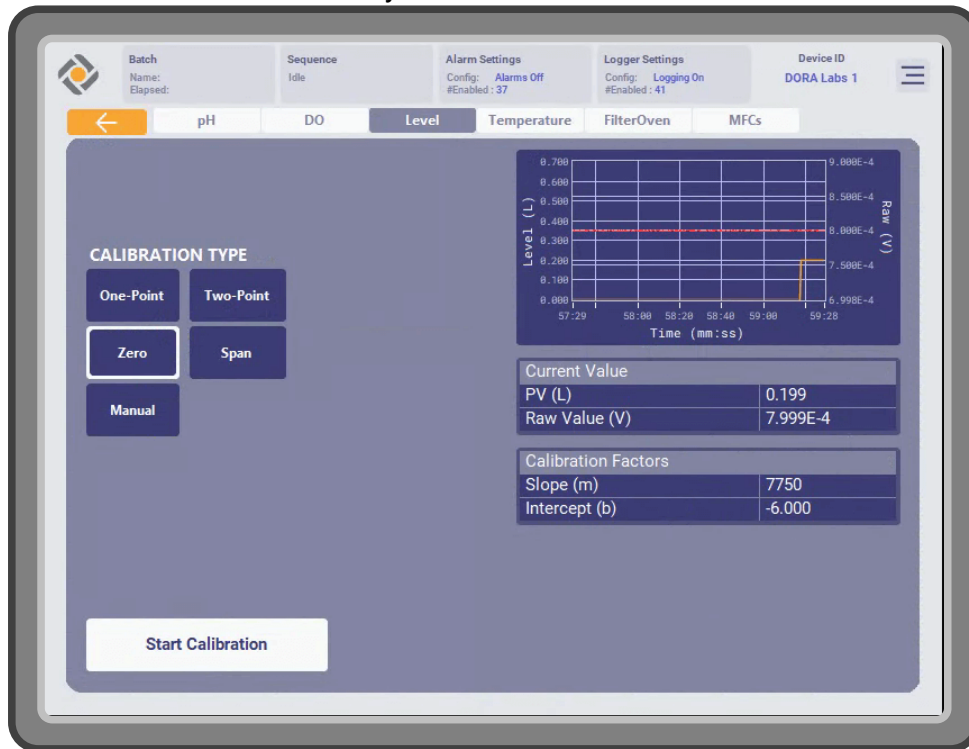 Batch
Name:
Elapsed:
Sequence
Idle
Alarm Settings
Config: Alarms Off
#Enabled : 37
Logger Settings
Config: Logging On
#Enabled : 41
Device ID
DORA Labs 1
pH DO Level Temperature FilterOven MFCs
CALIBRATION TYPE
One-Point Two-Point
Zero Span
Manual
Start Calibration
Level (L)
0.700
0.600
0.500
0.400
0.300
0.200
0.100
0.000
9.000E-4
8.500E-4
8.000E-4
7.500E-4
6.998E-4
Raw (V)
57:29 58:00 58:20 58:40 59:00 59:28
Time (mm:ss)
Current Value
PV (L) 0.199
Raw Value (V) 7.999E-4
Calibration Factors
Slope (m) 7750
Intercept (b) -6.000